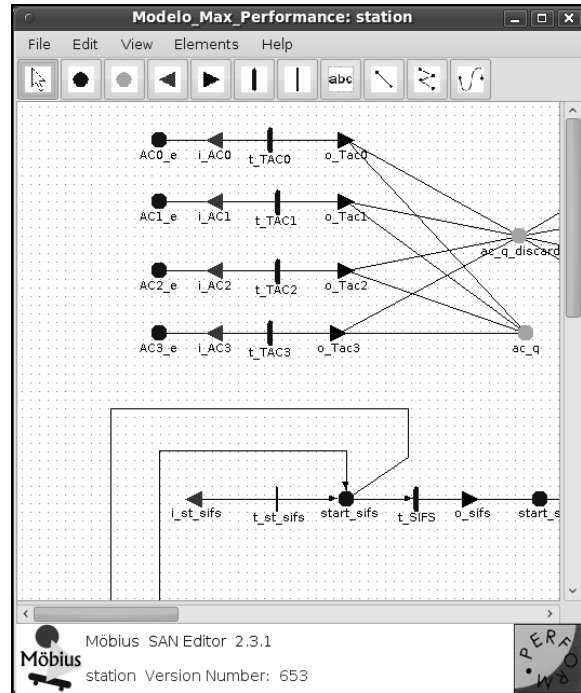 Modelo_Max_Performance: station
File Edit View Elements Help
abc
AC0_e i_AC0 t_TAC0 o_Tac0
AC1_e i_AC1 t_TAC1 o_Tac1
ac_q_discard
AC2_e i_AC2 t_TAC2 o_Tac2
AC3_e i_AC3 t_TAC3 o_Tac3 ac_q
i_st_sifs t_st_sifs start_sifs t_SIFS o_sifs start_s
Möbius SAN Editor 2.3.1
Möbius
station Version Number: 653
PERFORM